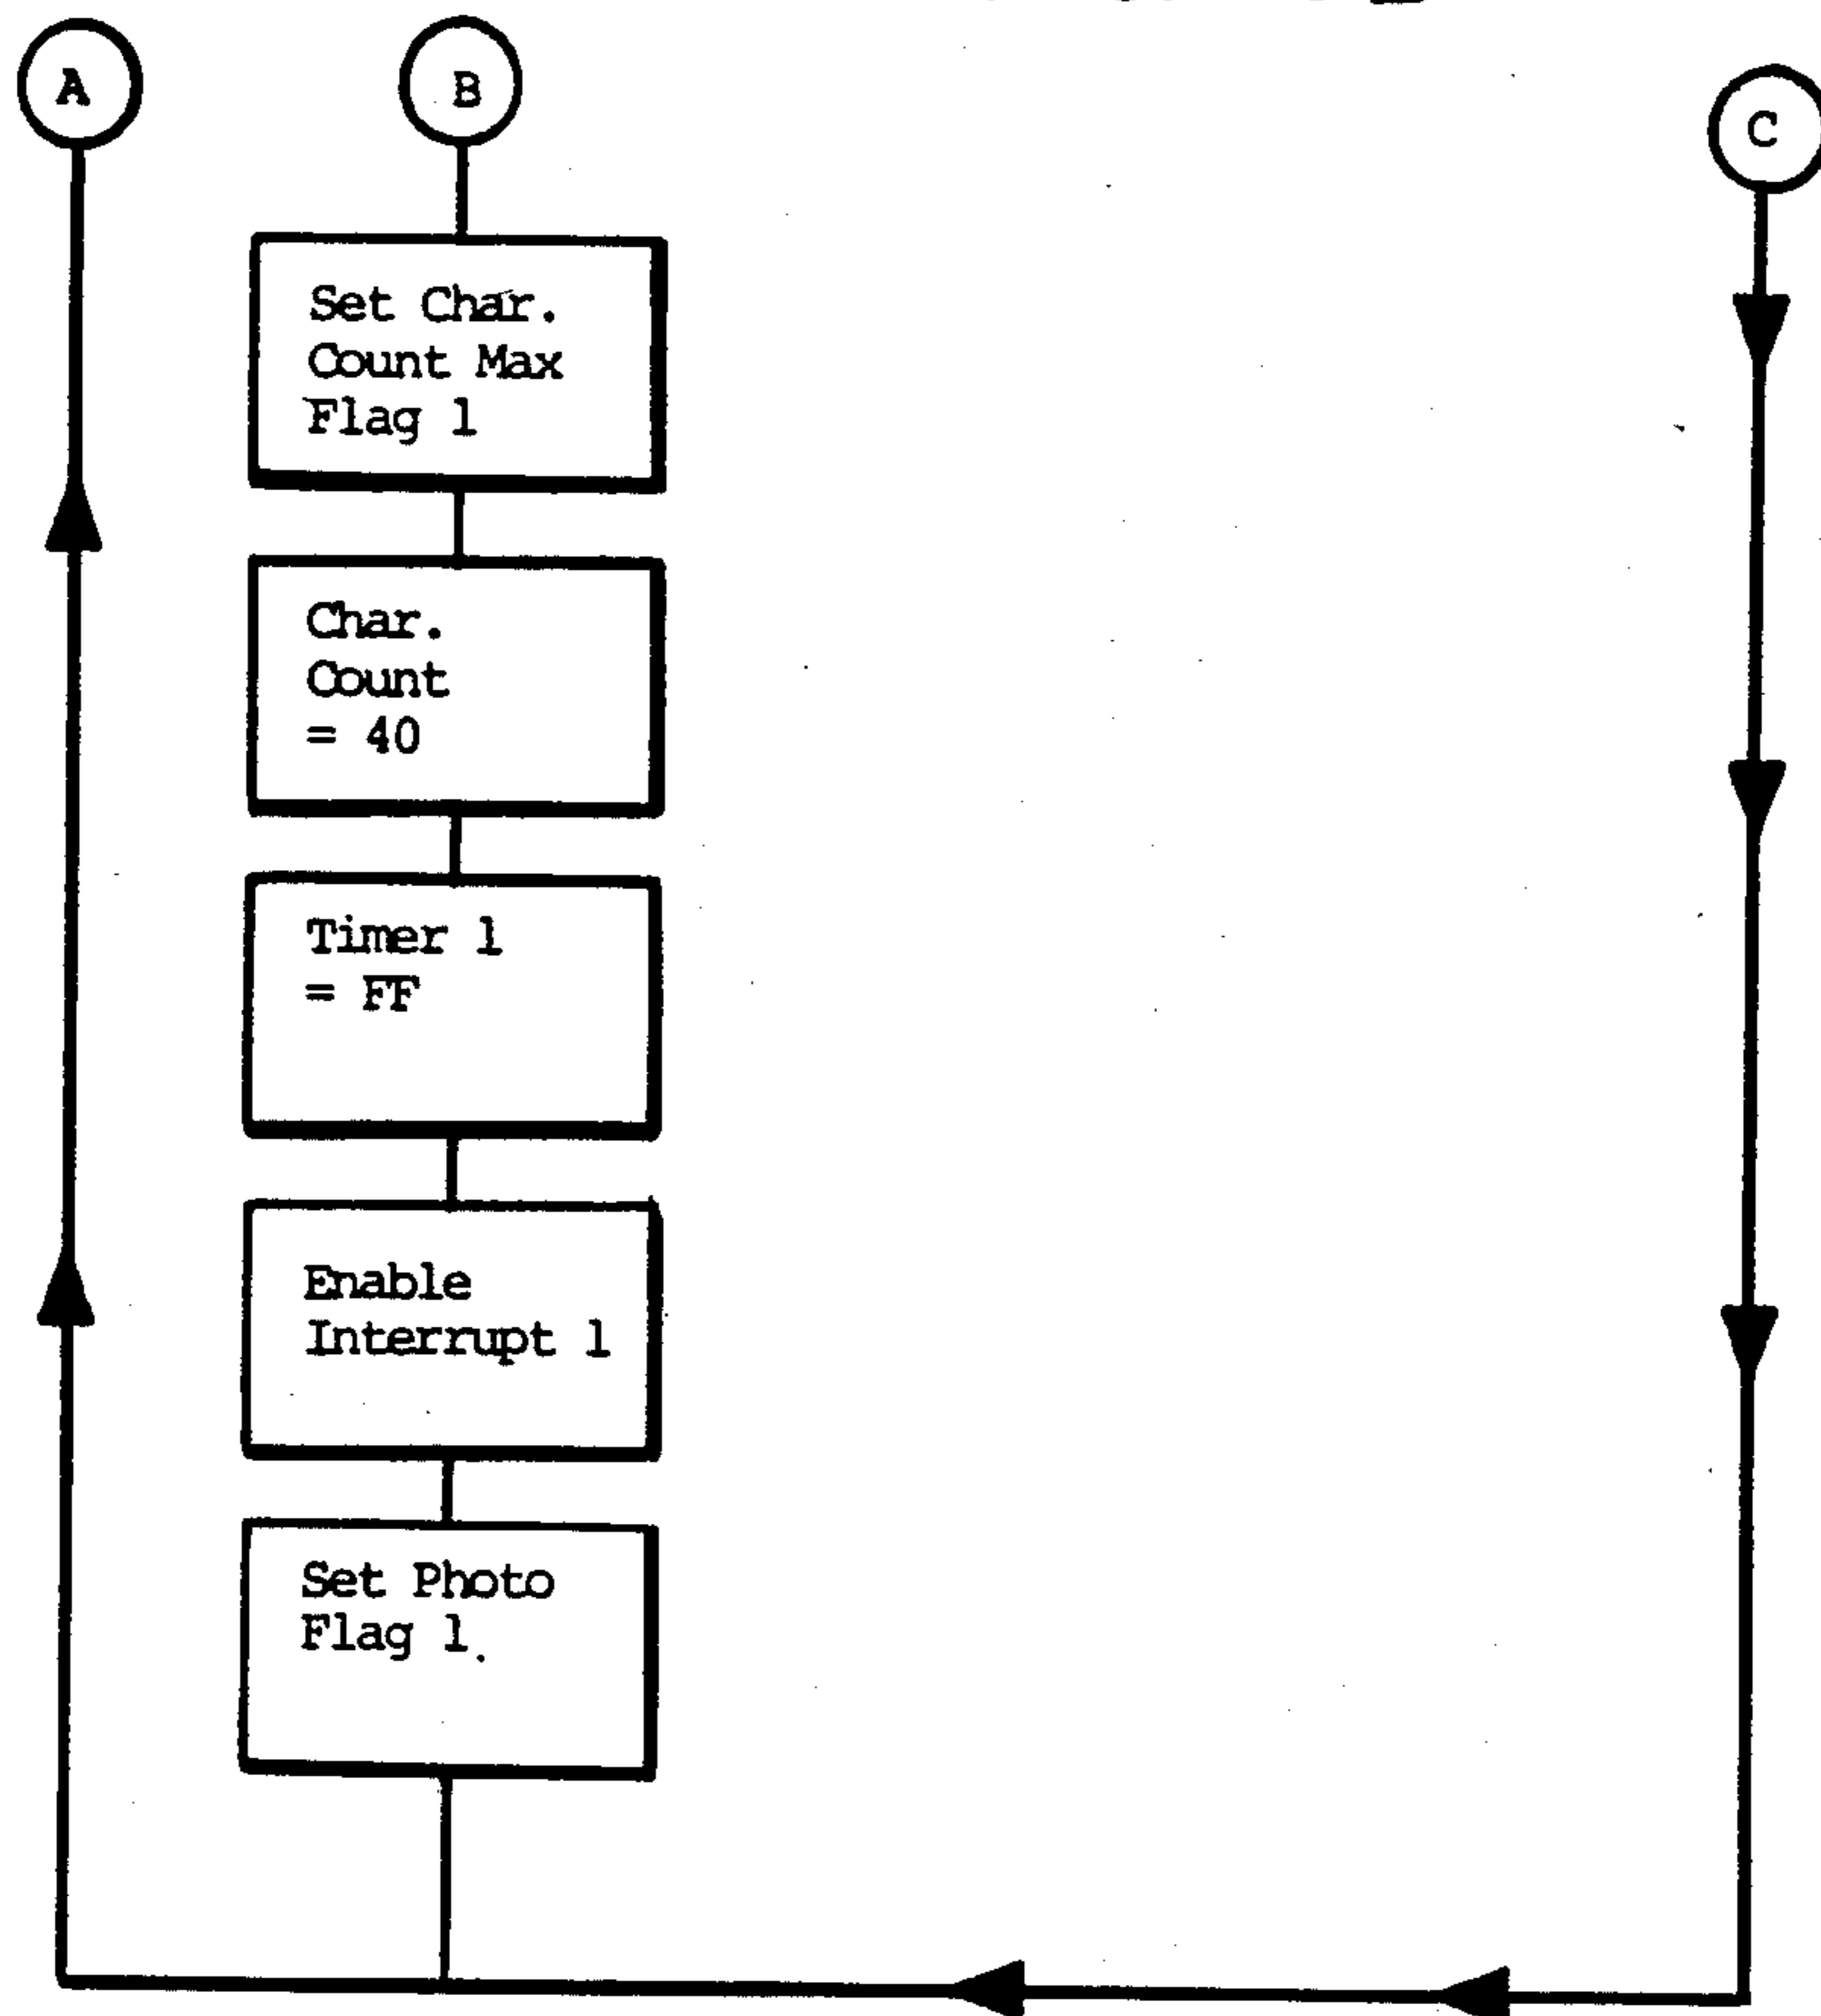 A
B
C
Set Char.
Count Max
Flag 1
Char.
Count
= 40
Timer 1
= FF
Enable
Interrupt 1
Set Photo
Flag 1.